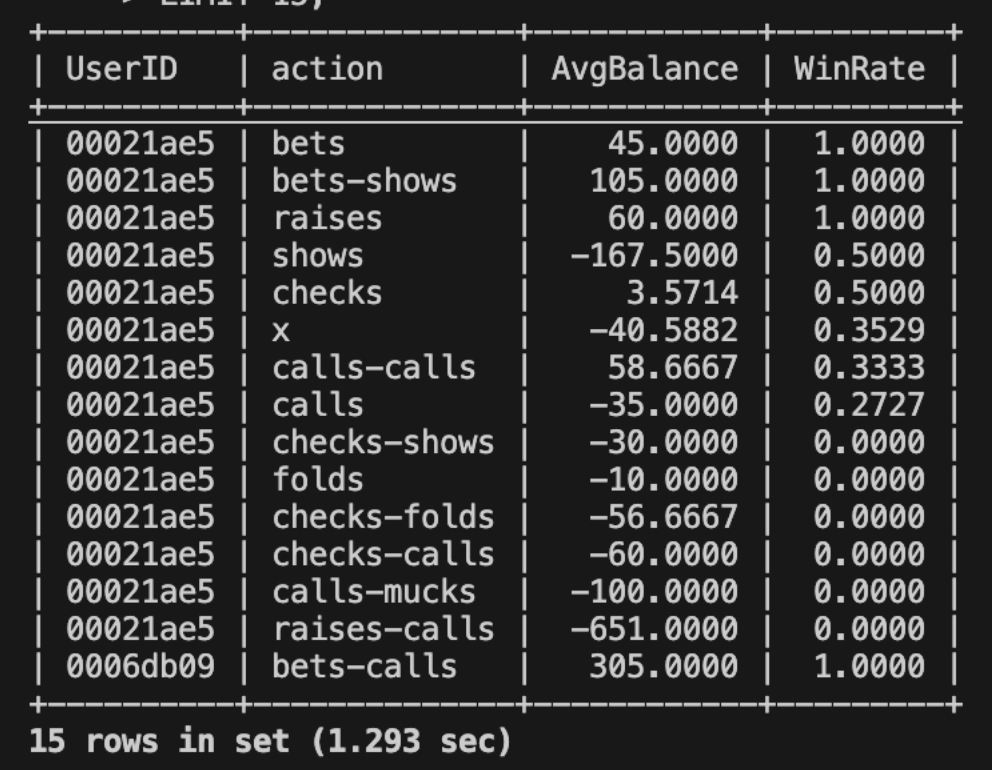 > LIMIT 15;
+----------+---------------+------------+---------+
| UserID   | action        | AvgBalance | WinRate |
+----------+---------------+------------+---------+
| 00021ae5 | bets          |    45.0000 |  1.0000 |
| 00021ae5 | bets-shows    |   105.0000 |  1.0000 |
| 00021ae5 | raises        |    60.0000 |  1.0000 |
| 00021ae5 | shows         |  -167.5000 |  0.5000 |
| 00021ae5 | checks        |     3.5714 |  0.5000 |
| 00021ae5 | x             |   -40.5882 |  0.3529 |
| 00021ae5 | calls-calls   |    58.6667 |  0.3333 |
| 00021ae5 | calls         |   -35.0000 |  0.2727 |
| 00021ae5 | checks-shows  |   -30.0000 |  0.0000 |
| 00021ae5 | folds         |   -10.0000 |  0.0000 |
| 00021ae5 | checks-folds  |   -56.6667 |  0.0000 |
| 00021ae5 | checks-calls  |   -60.0000 |  0.0000 |
| 00021ae5 | calls-mucks   |  -100.0000 |  0.0000 |
| 00021ae5 | raises-calls  |  -651.0000 |  0.0000 |
| 0006db09 | bets-calls    |   305.0000 |  1.0000 |
+----------+---------------+------------+---------+
15 rows in set (1.293 sec)